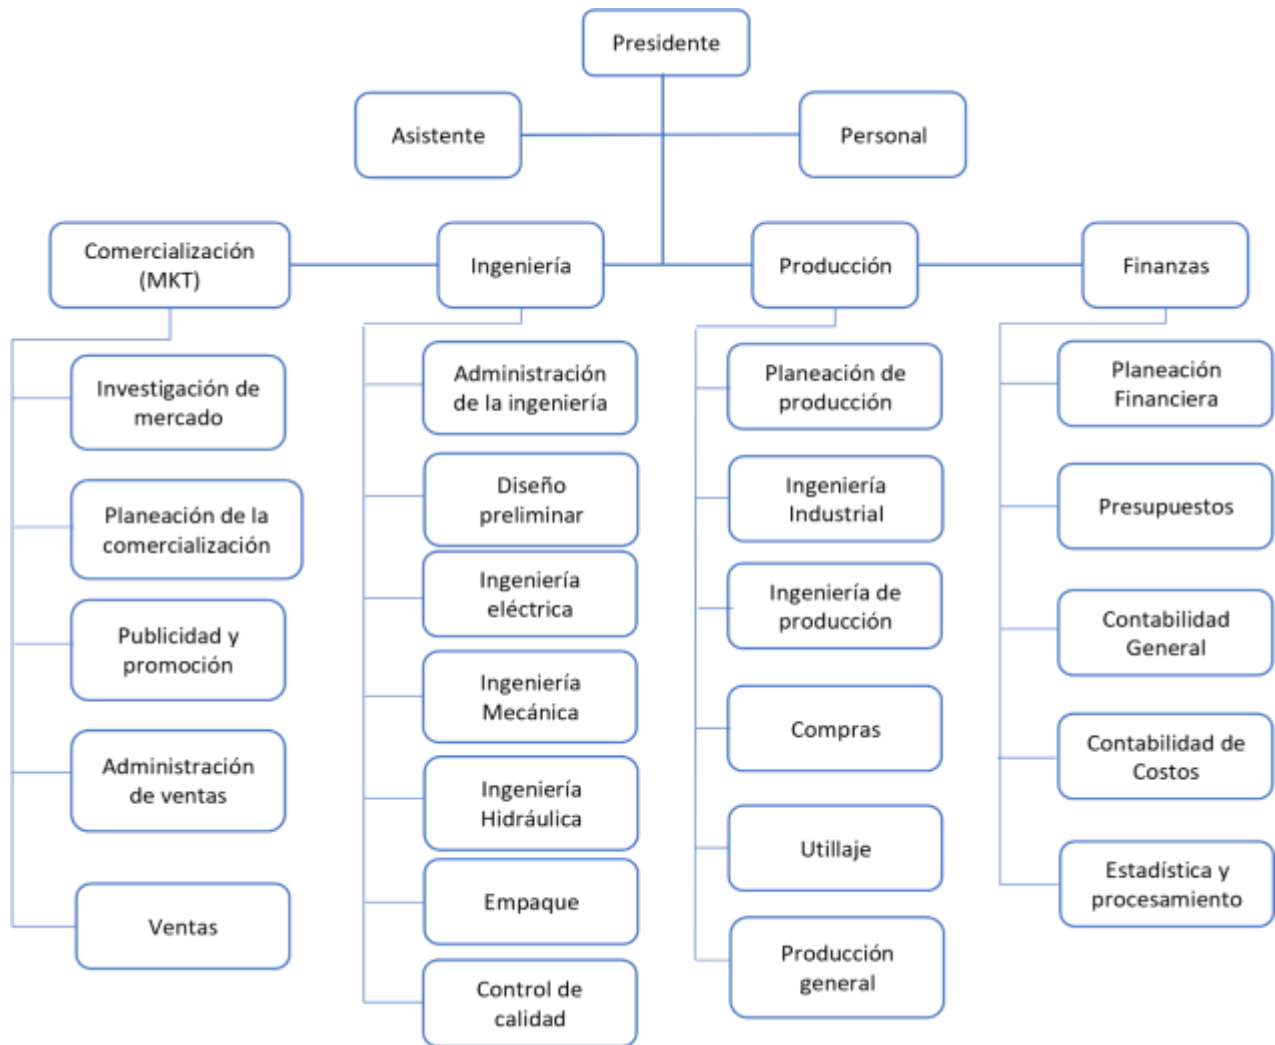 Presidente
Asistente
Personal
Comercialización
(MKT)
Ingeniería
Producción
Finanzas
Investigación de
mercado
Planeación de la
comercialización
Publicidad y
promoción
Administración
de ventas
Ventas
Administración
de la ingeniería
Diseño
preliminar
Ingeniería
eléctrica
Ingeniería
Mecánica
Ingeniería
Hidráulica
Empaque
Control de
calidad
Planeación de
producción
Ingeniería
Industrial
Ingeniería de
producción
Compras
Utillaje
Producción
general
Planeación
Financiera
Presupuestos
Contabilidad
General
Contabilidad de
Costos
Estadística y
procesamiento